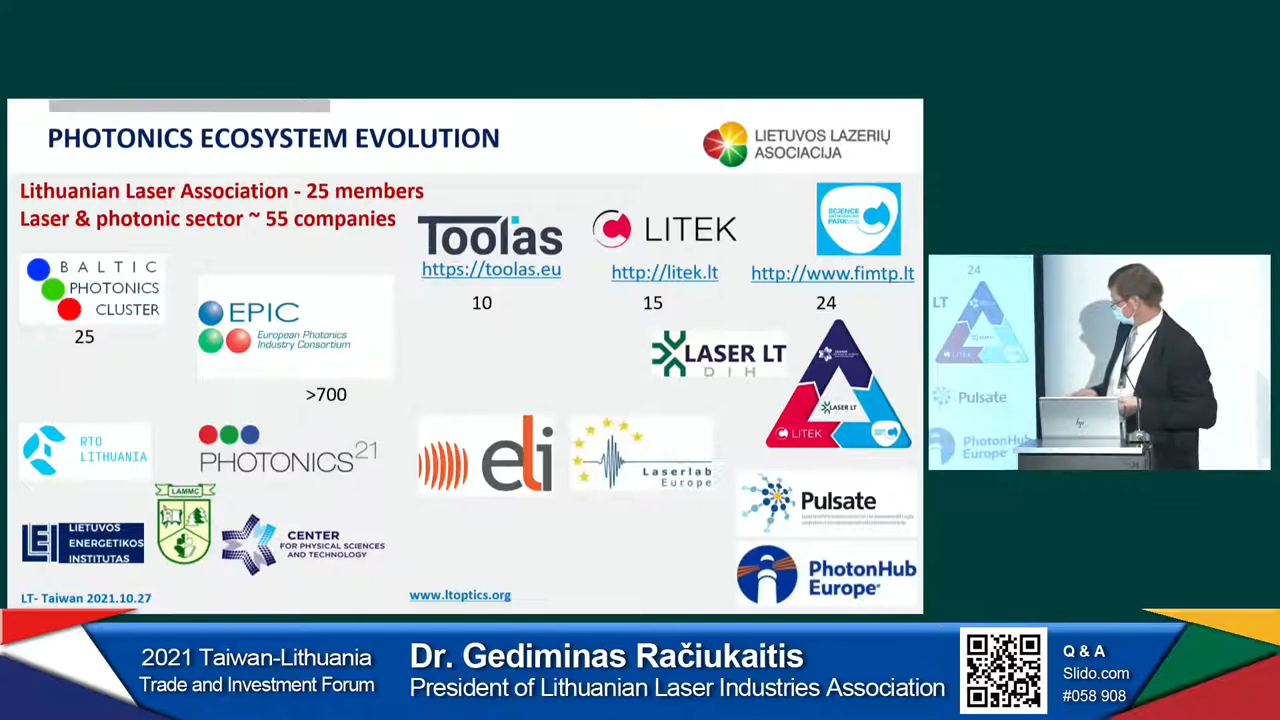 PHOTONICS ECOSYSTEM EVOLUTION
LIETUVOS LAZERIŲ
ASOCIACIJA
Lithuanian Laser Association - 25 members
Laser & photonic sector ~ 55 companies
Toolas
https://toolas.eu
10
LITEK
http://litek.lt
15
SCIENCE
PARK
http://www.fimtp.lt
24
BALTIC
PHOTONICS
CLUSTER
25
EPIC
European Photonics
Industry Consortium
>700
LASER LT
DIH
LASER LT
LITEK
RTO
LITHUANIA
PHOTONICS21
eli
Laserlab
Europe
Pulsate
LAMMC
LEI
LIETUVOS
ENERGETIKOS
INSTITUTAS
CENTER
FOR PHYSICAL SCIENCES
AND TECHNOLOGY
PhotonHub
Europe
LT- Taiwan 2021.10.27
www.ltoptics.org
24
LT
LITEK
Pulsate
PhotonHub
Europe
hp
2021 Taiwan-Lithuania
Trade and Investment Forum
Dr. Gediminas Račiukaitis
President of Lithuanian Laser Industries Association
Q & A
Slido.com
#058 908